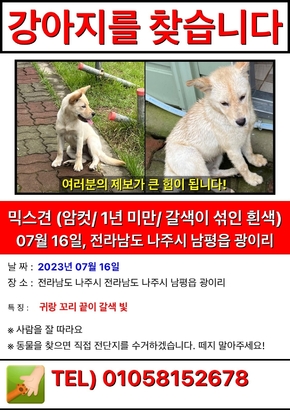 강아지를 찾습니다
여러분의 제보가 큰 힘이 됩니다!
믹스견 (암컷/ 1년 미만/ 갈색이 섞인 흰색)
07월 16일, 전라남도 나주시 남평읍 광이리
날 짜 : 2023년 07월 16일
장 소 : 전라남도 나주시 전라남도 나주시 남평읍 광이리
특 징 : 귀랑 꼬리 끝이 갈색 빛
※ 사람을 잘 따라요
※ 동물을 찾으면 직접 전단지를 수거하겠습니다. 떼지 말아주세요!
TEL) 01058152678